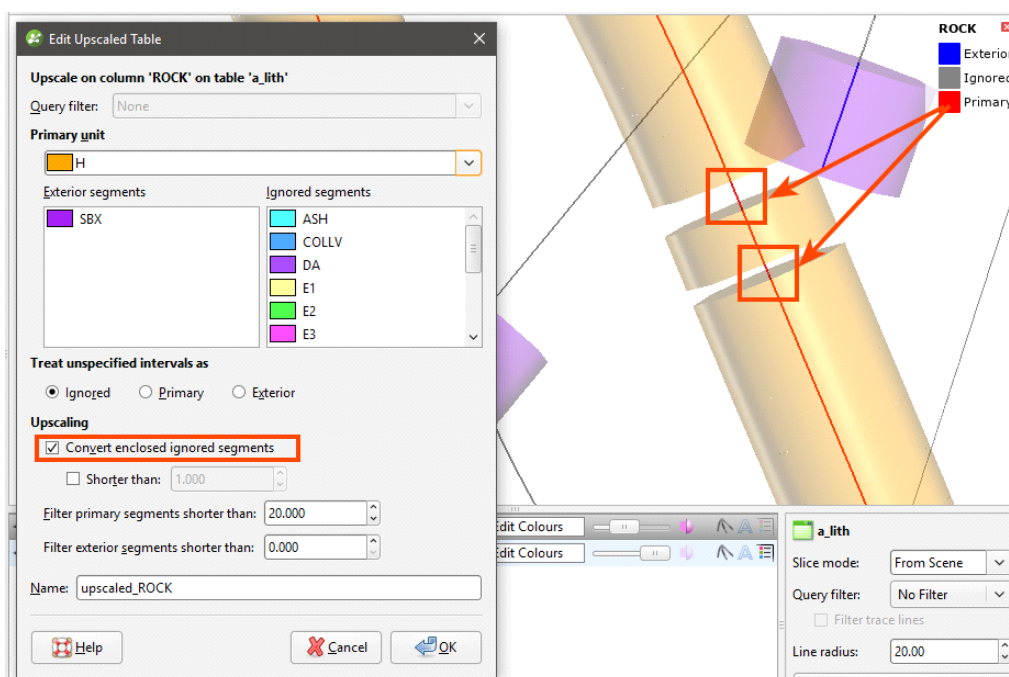 Edit Upscaled Table
Upscale on column 'ROCK' on table 'a_lith'
Query filter: None
Primary unit
H
Exterior segments Ignored segments
SBX
ASH
COLLV
DA
E1
E2
E3
Treat unspecified intervals as
Ignored Primary Exterior
Upscaling
Convert enclosed ignored segments
Shorter than: 1.000
Filter primary segments shorter than: 20.000
Filter exterior segments shorter than: 0.000
Name: upscaled_ROCK
Help Cancel OK
ROCK
Exterior
Ignored
Primary
Edit Colours
Edit Colours
a_lith
Slice mode: From Scene
Query filter: No Filter
Filter trace lines
Line radius: 20.00